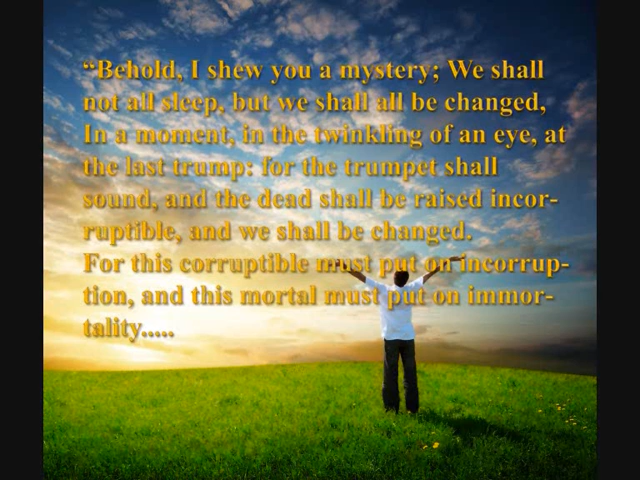 “Behold, I shew you a mystery; We shall
not all sleep, but we shall all be changed,
In a moment, in the twinkling of an eye, at
the last trump: for the trumpet shall
sound, and the dead shall be raised incor-
ruptible, and we shall be changed.
For this corruptible must put on incorrup-
tion, and this mortal must put on immor-
tality.....